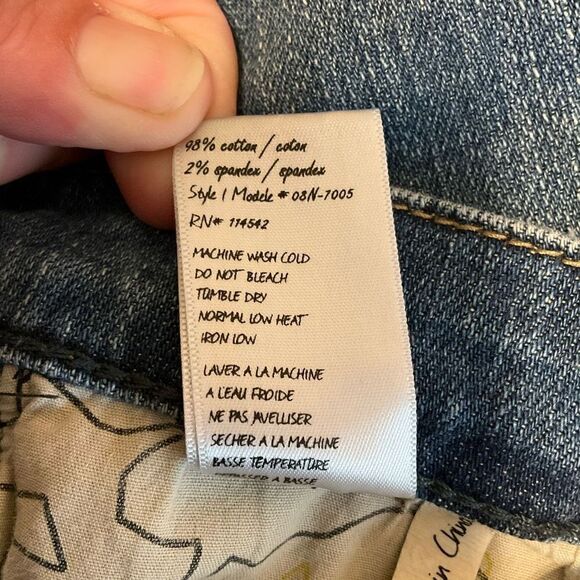 98% cotton / coton
2% spandex / spandex
Style / Modele # 08N-7005
RN# 114542
MACHINE WASH COLD
DO NOT BLEACH
TUMBLE DRY
NORMAL LOW HEAT
IRON LOW
LAVER A LA MACHINE
A L'EAU FROIDE
NE PAS JAVELLISER
SECHER A LA MACHINE
BASSE TEMPERATURE
A BASSE
in